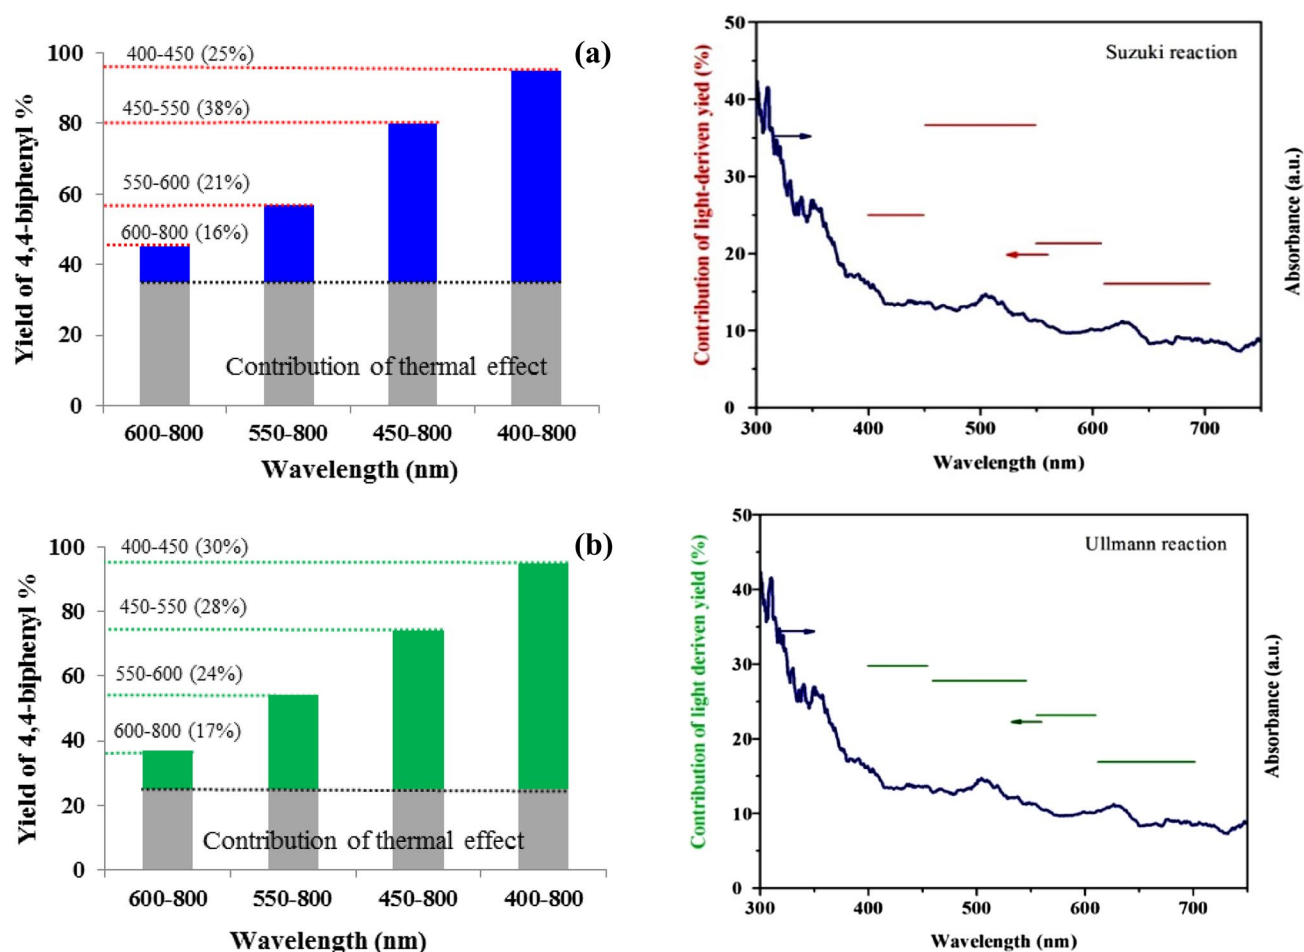 (a)
Yield of 4,4-biphenyl %
100
80
60
40
20
0
400-450 (25%)
450-550 (38%)
550-600 (21%)
600-800 (16%)
Contribution of thermal effect
600-800 550-800 450-800 400-800
Wavelength (nm)
Contribution of light-derived yied (%)
50
40
30
20
10
0
Suzuki reaction
Absorbance (a.u.)
300 400 500 600 700
Wavelength (nm)
(b)
Yield of 4,4-biphenyl %
100
80
60
40
20
0
400-450 (30%)
450-550 (28%)
550-600 (24%)
600-800 (17%)
Contribution of thermal effect
600-800 550-800 450-800 400-800
Wavelength (nm)
Contribution of light deriven yield (%)
50
40
30
20
10
0
Ullmann reaction
Absorbance (a.u.)
300 400 500 600 700
Wavelength (nm)